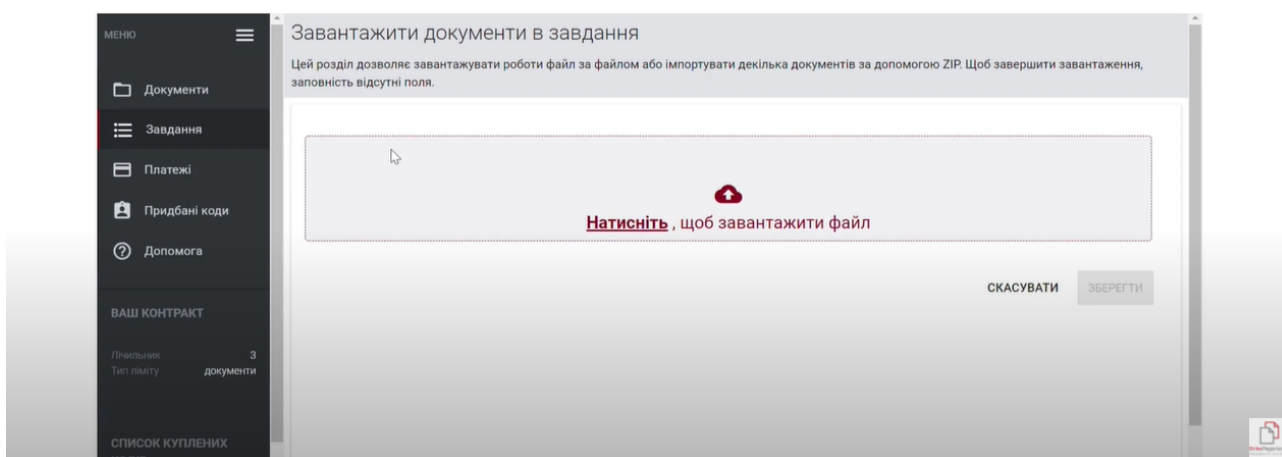 МЕНЮ
Документи
Завдання
Платежі
Придбані коди
Допомога
ВАШ КОНТРАКТ
Лічильник 3
Тип ліміту документи
СПИСОК КУПЛЕНИХ
Завантажити документи в завдання
Цей розділ дозволяє завантажувати роботи файл за файлом або імпортувати декілька документів за допомогою ZIP. Щоб завершити завантаження,
заповність відсутні поля.
Натисніть , щоб завантажити файл
СКАСУВАТИ ЗБЕРЕГТИ